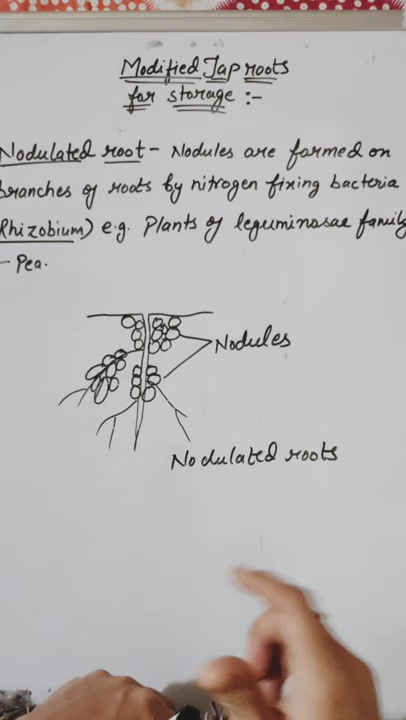 Modified Tap roots
for storage :-
Nodulated root - Nodules are formed on
branches of roots by nitrogen fixing bacteria
Rhizobium) e.g. Plants of leguminosae family
- Pea.
Nodules
Nodulated roots